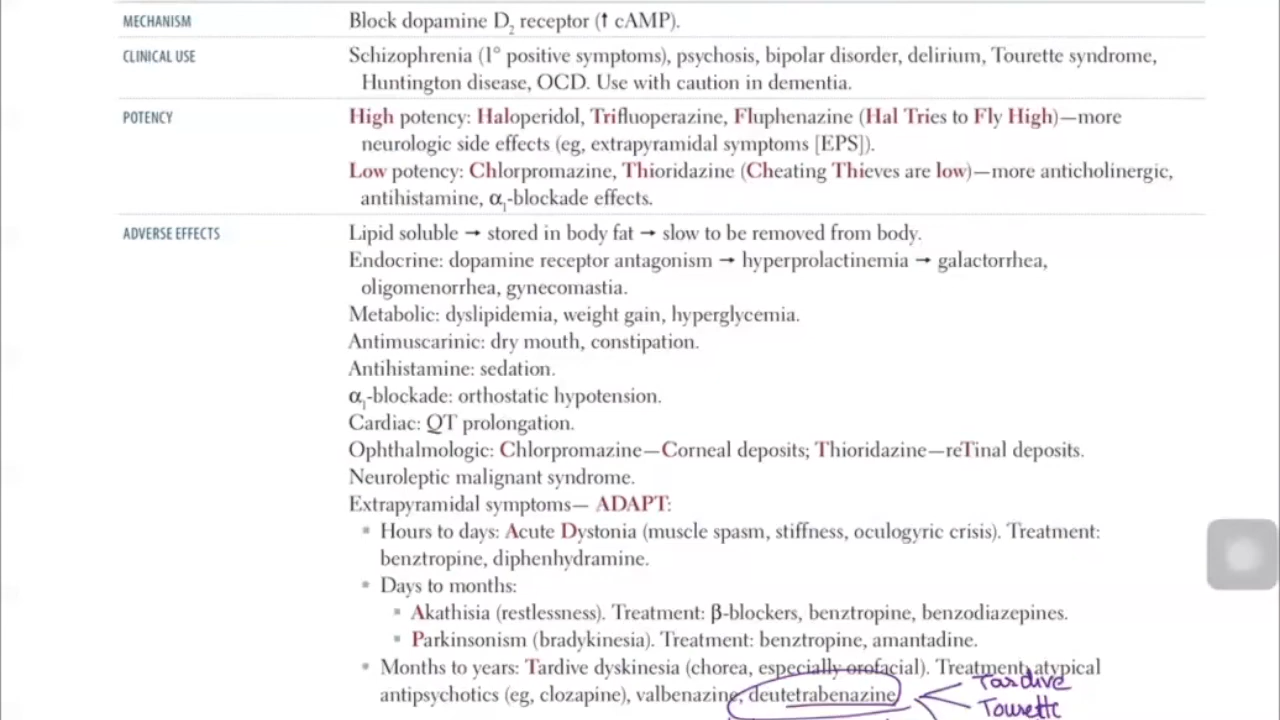 MECHANISM Block dopamine D₂ receptor (↑ cAMP).
CLINICAL USE Schizophrenia (1° positive symptoms), psychosis, bipolar disorder, delirium, Tourette syndrome,
Huntington disease, OCD. Use with caution in dementia.
POTENCY High potency: Haloperidol, Trifluoperazine, Fluphenazine (Hal Tries to Fly High)—more
neurologic side effects (eg, extrapyramidal symptoms [EPS]).
Low potency: Chlorpromazine, Thioridazine (Cheating Thieves are low)—more anticholinergic,
antihistamine, α₁-blockade effects.
ADVERSE EFFECTS Lipid soluble → stored in body fat → slow to be removed from body.
Endocrine: dopamine receptor antagonism → hyperprolactinemia → galactorrhea,
oligomenorrhea, gynecomastia.
Metabolic: dyslipidemia, weight gain, hyperglycemia.
Antimuscarinic: dry mouth, constipation.
Antihistamine: sedation.
α₁-blockade: orthostatic hypotension.
Cardiac: QT prolongation.
Ophthalmologic: Chlorpromazine—Corneal deposits; Thioridazine—reTinal deposits.
Neuroleptic malignant syndrome.
Extrapyramidal symptoms— ADAPT:
▪ Hours to days: Acute Dystonia (muscle spasm, stiffness, oculogyric crisis). Treatment:
benztropine, diphenhydramine.
▪ Days to months:
▪ Akathisia (restlessness). Treatment: β-blockers, benztropine, benzodiazepines.
▪ Parkinsonism (bradykinesia). Treatment: benztropine, amantadine.
▪ Months to years: Tardive dyskinesia (chorea, especially orofacial). Treatment: atypical
antipsychotics (eg, clozapine), valbenazine, deutetrabenazine
Tardive
Tourette